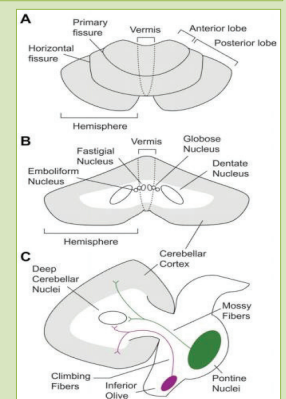 A
Primary
fissure
Vermis
Anterior lobe
Posterior lobe
Horizontal
fissure
Hemisphere
B
Vermis
Globose
Nucleus
Fastigial
Nucleus
Emboliform
Nucleus
Dentate
Nucleus
Hemisphere
Cerebellar
Cortex
C
Deep
Cerebellar
Nuclei
Mossy
Fibers
Climbing
Fibers
Inferior
Olive
Pontine
Nuclei